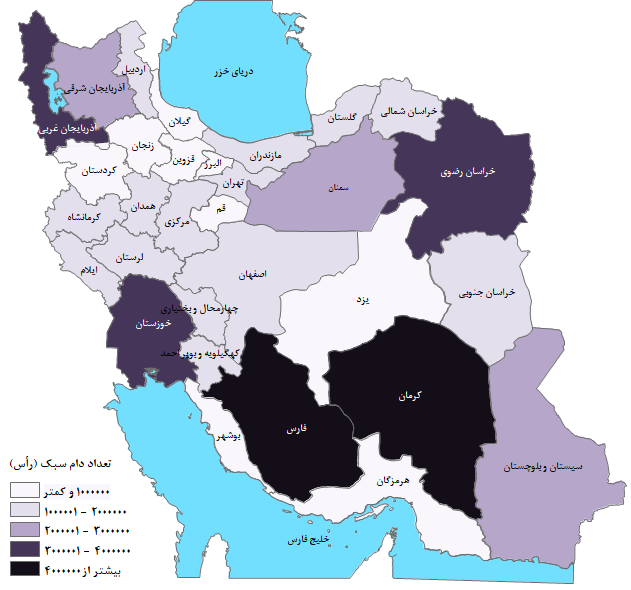 دریای خزر
اردبیل
آذربایجان شرقی
آذربایجان غربی
گیلان
زنجان
کردستان
قزوین
البرز
مازندران
گلستان
خراسان شمالی
خراسان رضوی
سمنان
تهران
قم
همدان
مرکزی
کرمانشاه
لرستان
ایلام
اصفهان
یزد
خراسان جنوبی
چهارمحال و بختیاری
خوزستان
کهگیلویه و بویر احمد
فارس
کرمان
بوشهر
هرمزگان
سیستان و بلوچستان
خلیج فارس
تعداد دام سبک (رأس)
۱۰۰۰۰۰۰ و کمتر
۱۰۰۰۰۰۱ - ۲۰۰۰۰۰۰
۲۰۰۰۰۰۱ - ۳۰۰۰۰۰۰
۳۰۰۰۰۰۱ - ۴۰۰۰۰۰۰
بیشتر از ۴۰۰۰۰۰۰